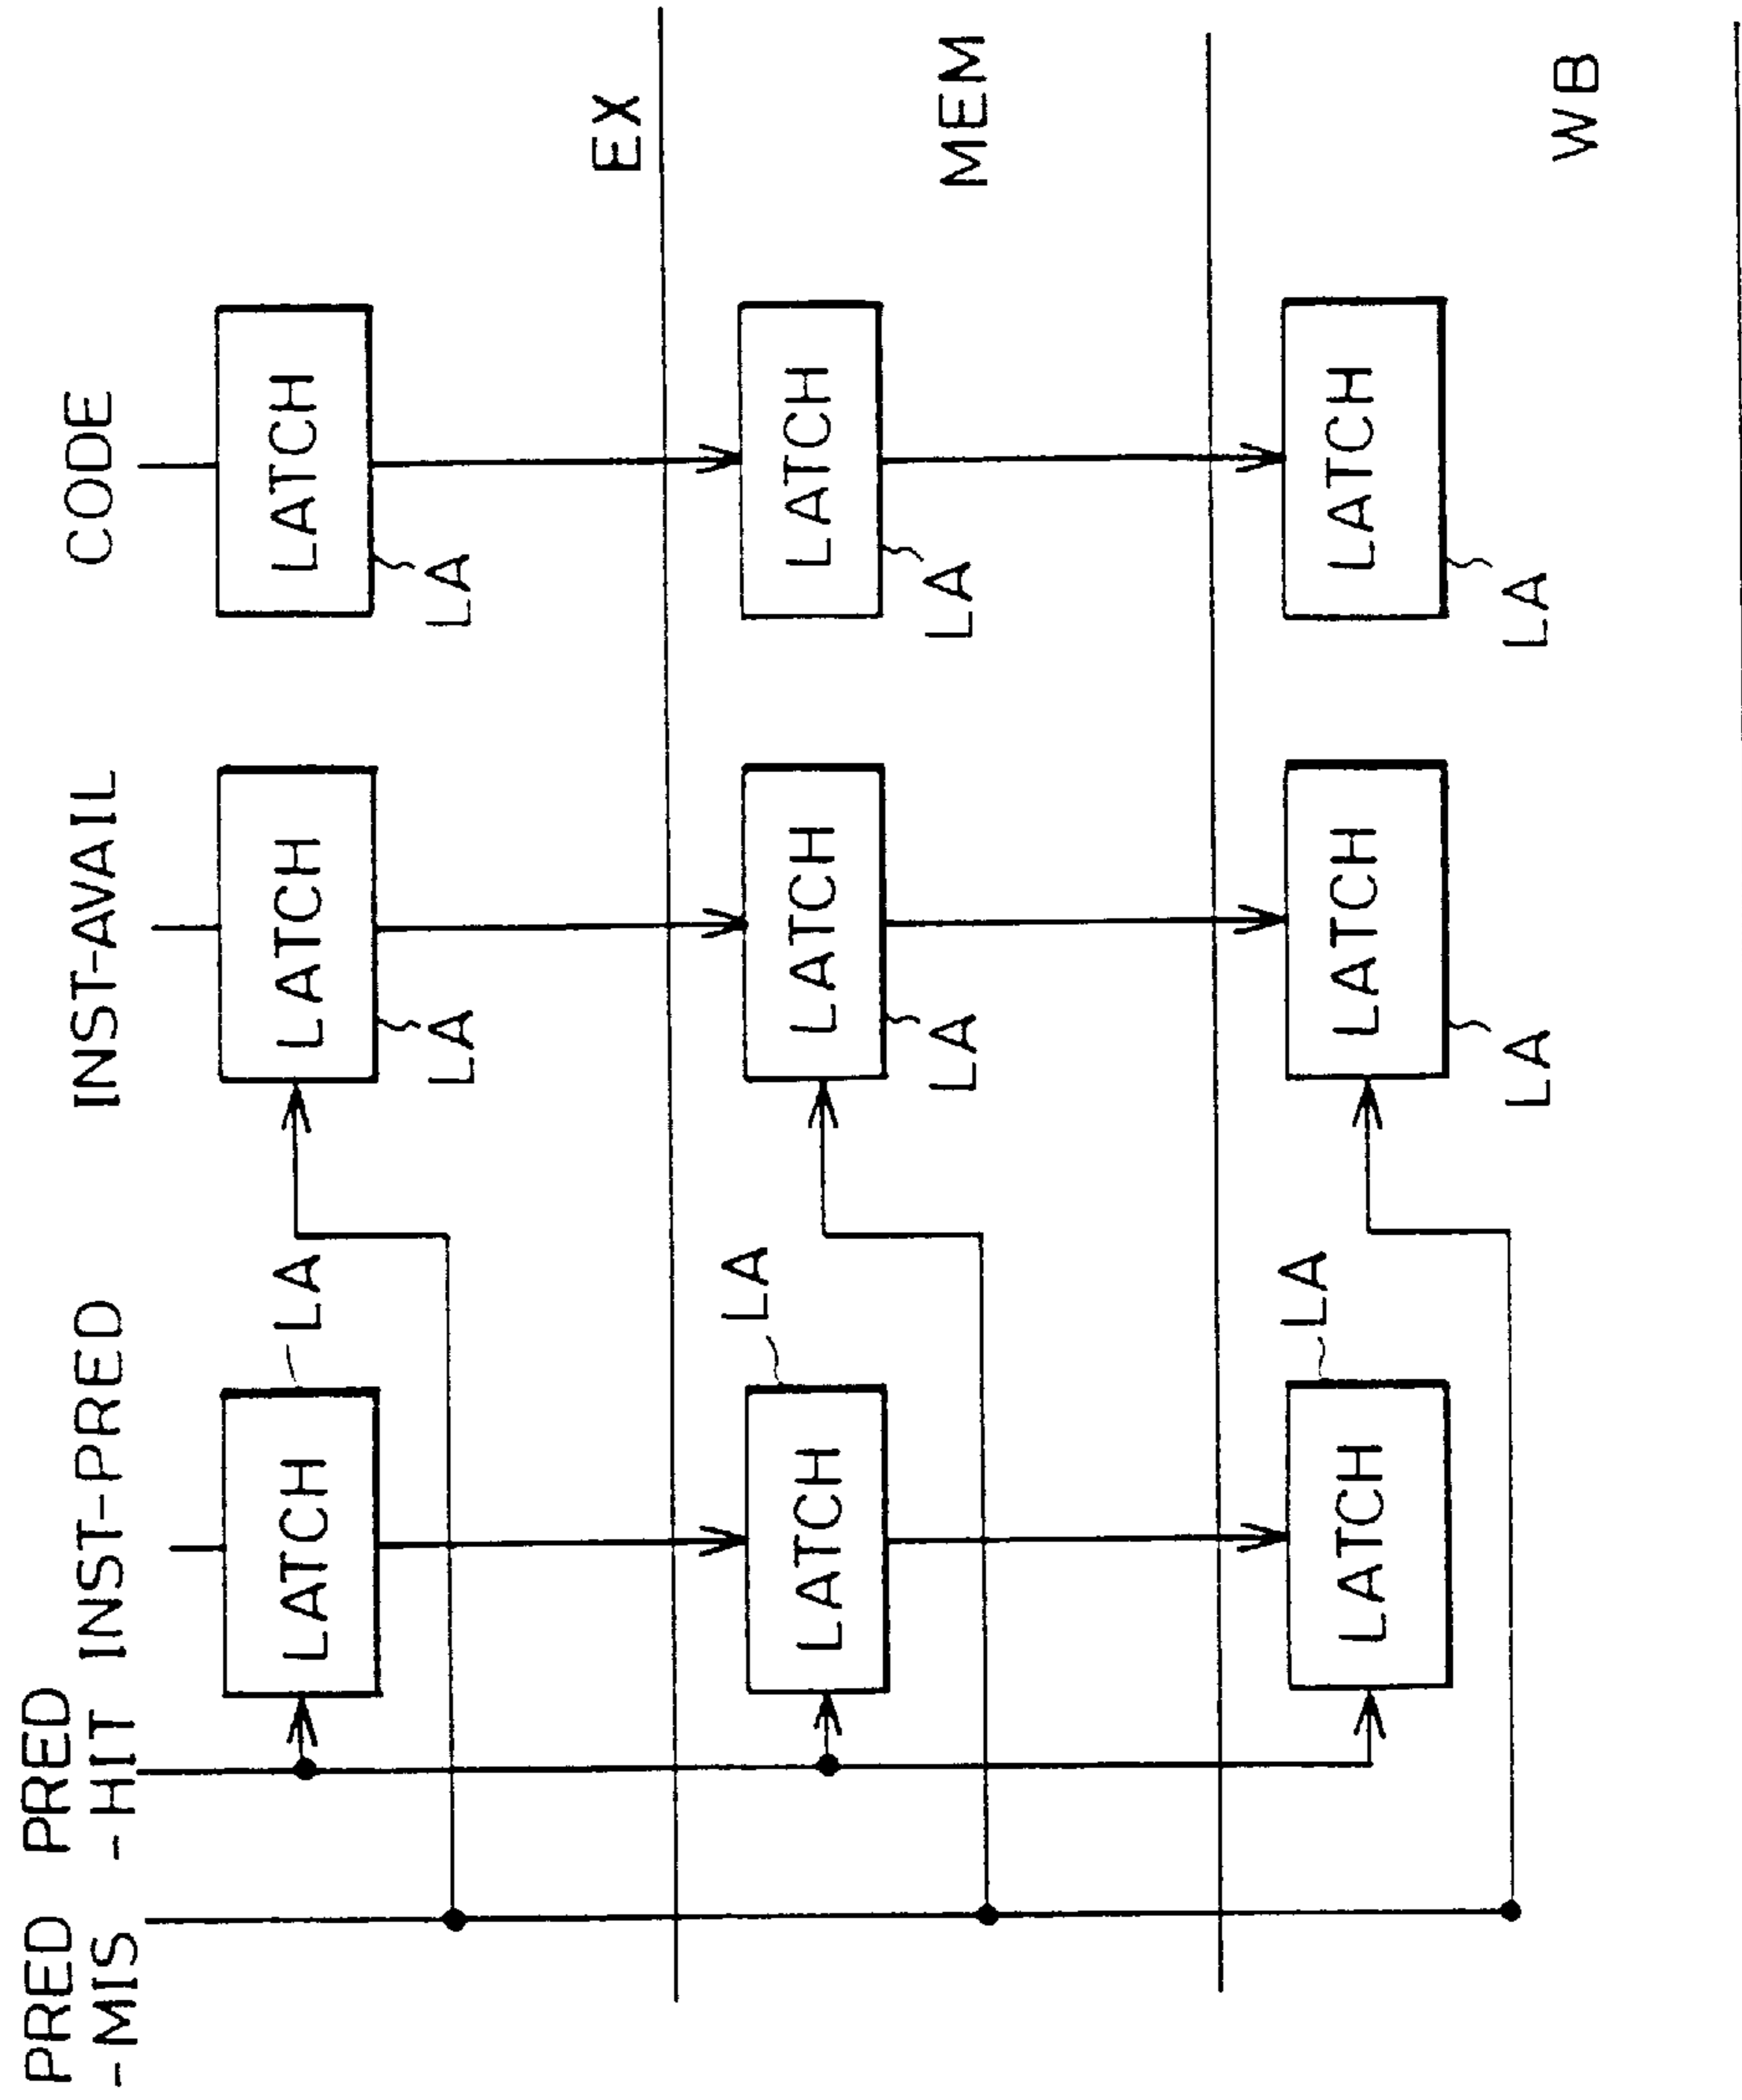 PRED
-MIS
PRED
-HIT
INST-PRED
INST-AVAIL
CODE
LATCH
LA
LATCH
LA
LATCH
LA
EX
LATCH
LA
LATCH
LA
LATCH
LA
MEM
LATCH
LA
LATCH
LA
LATCH
LA
WB